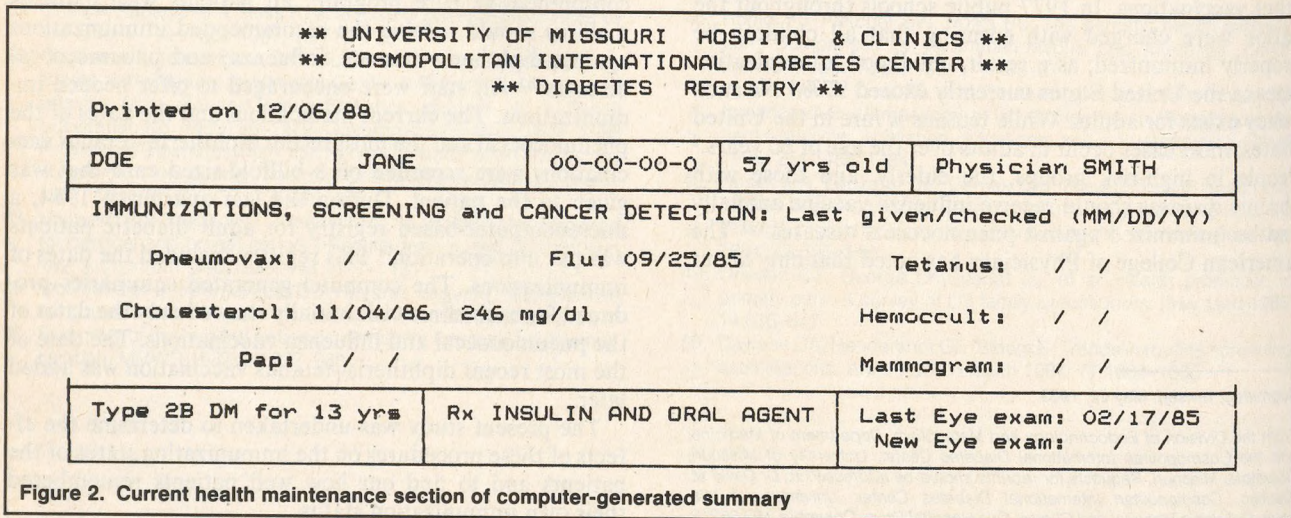 ** UNIVERSITY OF MISSOURI HOSPITAL & CLINICS **
** COSMOPOLITAN INTERNATIONAL DIABETES CENTER **
** DIABETES REGISTRY **
Printed on 12/06/88
DOE JANE 00-00-00-0 57 yr old Physician SMITH
IMMUNIZATIONS, SCREENING and CANCER DETECTION: Last given/checked (MM/DD/YY)
Pneumovax: Flu: 09/25/85 Tetanus: / /
Cholesterol: 11/04/86 246 mg/dl Hemoccult: / /
Pap: / / Mammogram:
Type 2B DM for 13 yrs Rx INSULIN AND ORAL AGENT Last Eye exam: 02/17/85
New Eye exam: / /
Figure 2. Current health maintenance section of computer-generated summary